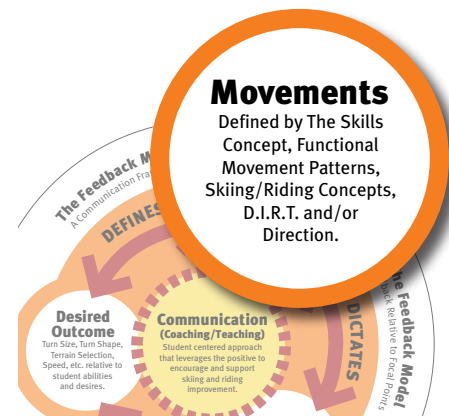 Movements
Defined by The Skills
Concept, Functional
Movement Patterns,
Skiing/Riding Concepts,
D.I.R.T. and/or
Direction.
The Feedback M
A Communication Fra
DEFINES
Desired
Outcome
Turn Size, Turn Shape,
Terrain Selection,
Speed, etc. relative to
student abilities
and desires.
Communication
(Coaching/Teaching)
Student centered approach
that leverages the positive to
encourage and support
skiing and riding
improvement.
DICTATES
he Feedback Model
back Relative to Focal Points